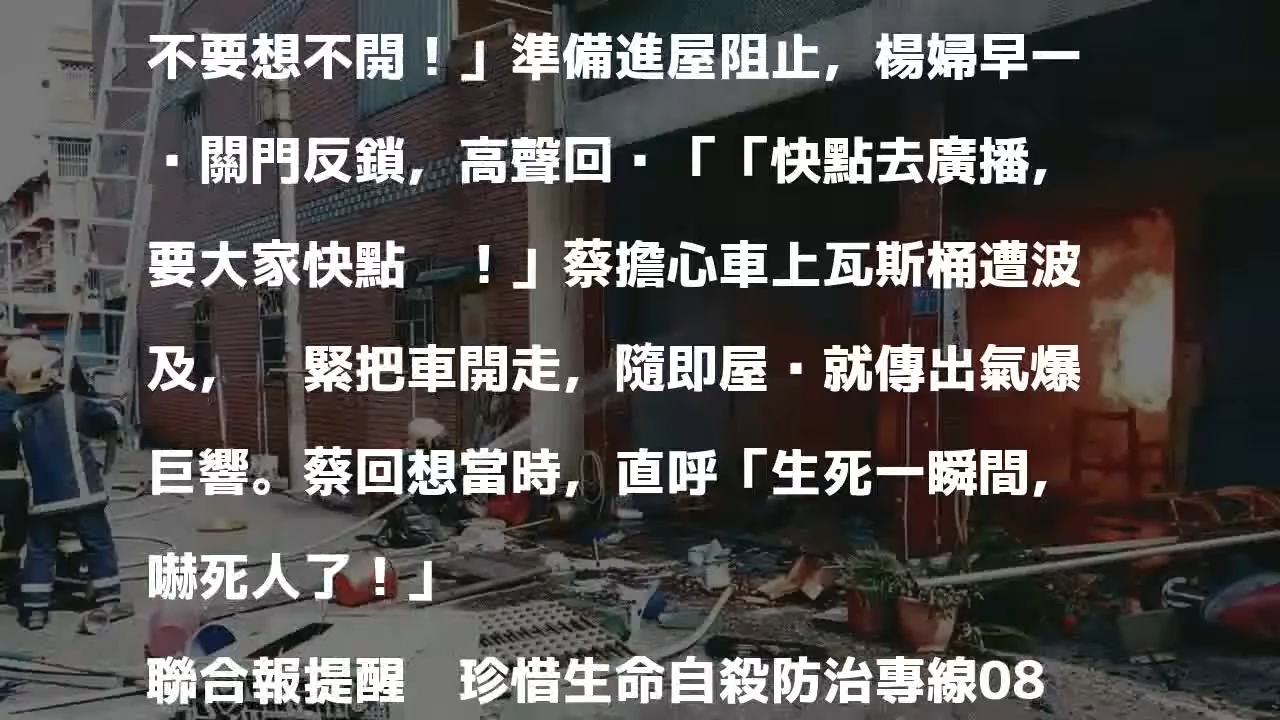 不要想不開！」準備進屋阻止，楊婦早一
▪關門反鎖，高聲回▪「「快點去廣播，
要大家快點　！」蔡擔心車上瓦斯桶遭波
及，　緊把車開走，隨即屋▪就傳出氣爆
巨響。蔡回想當時，直呼「生死一瞬間，
嚇死人了！」
聯合報提醒　珍惜生命自殺防治專線08